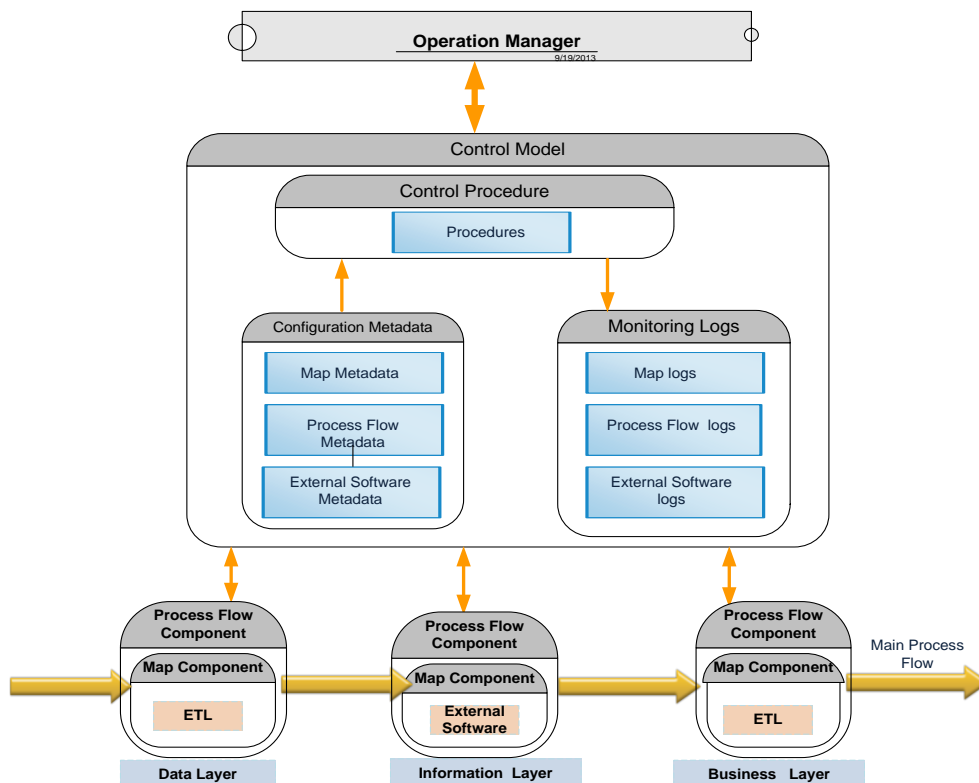 Operation Manager
9/19/2013
Control Model
Control Procedure
Procedures
Configuration Metadata
Map Metadata
Process Flow
Metadata
External Software
Metadata
Monitoring Logs
Map logs
Process Flow logs
External Software
logs
Process Flow
Component
Map Component
ETL
Data Layer
Process Flow
Component
Map Component
External
Software
Information Layer
Process Flow
Component
Map Component
ETL
Business Layer
Main Process
Flow